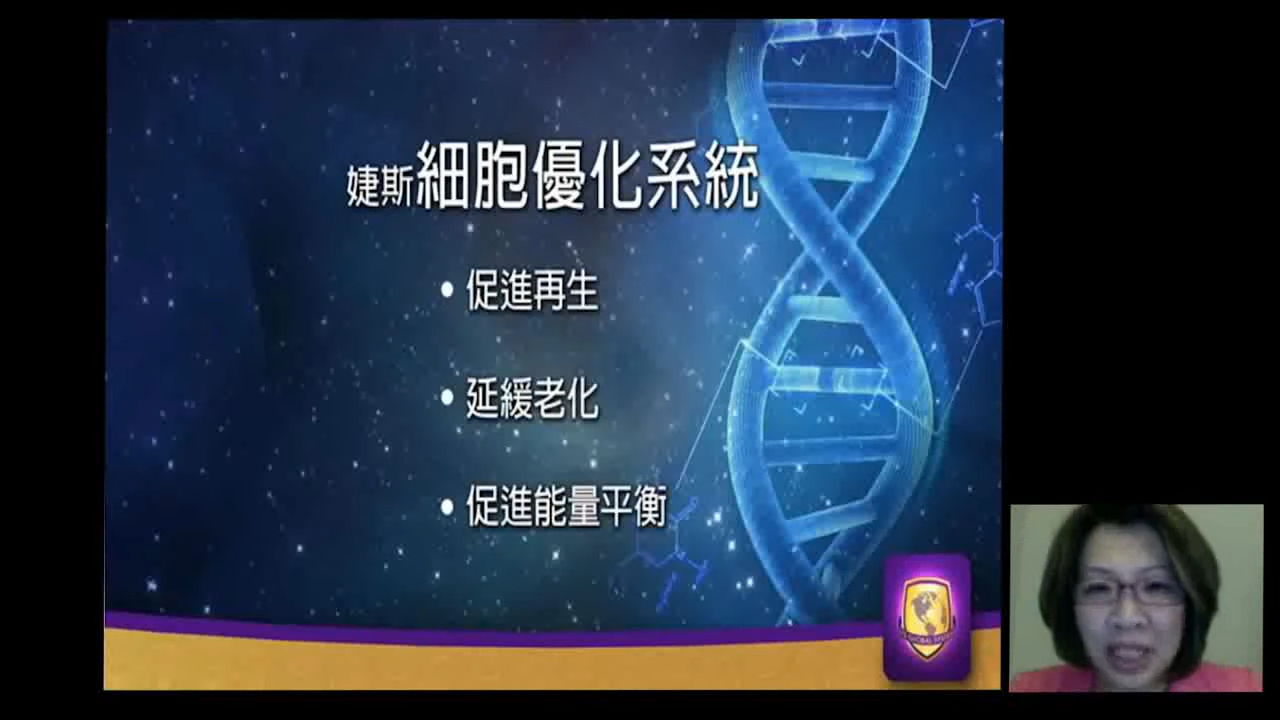 婕斯細胞優化系統
• 促進再生
• 延緩老化
• 促進能量平衡